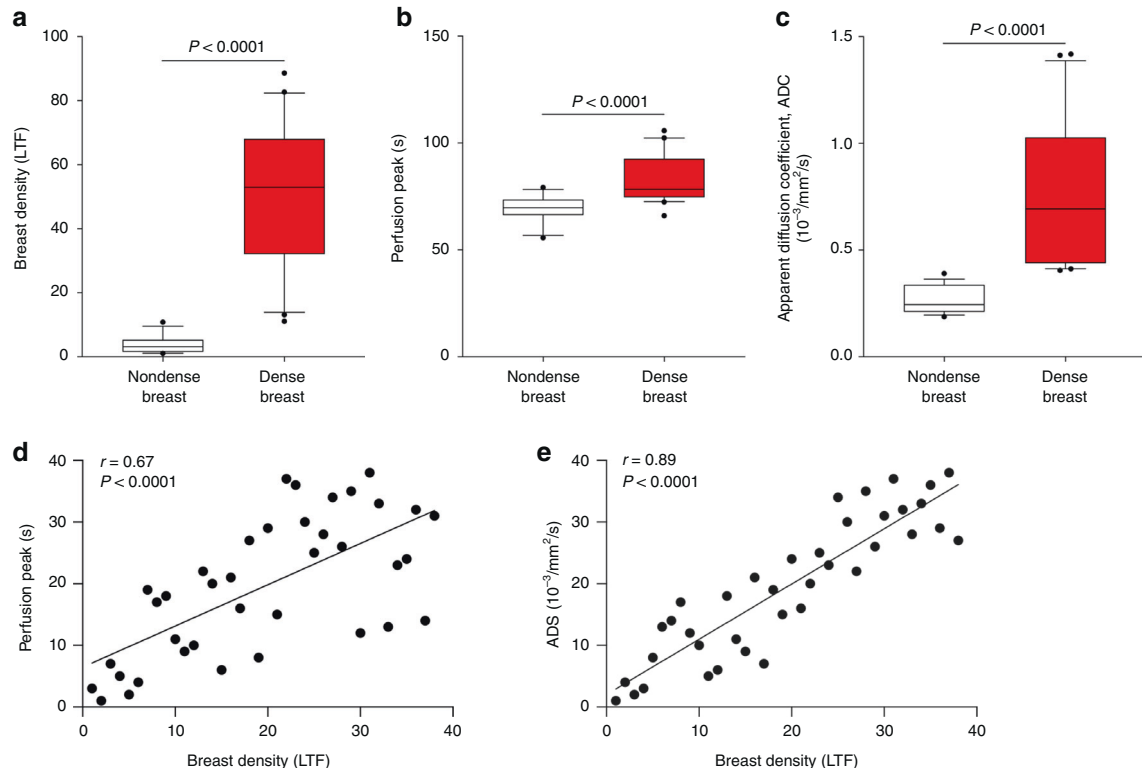 a
100
80
60
40
20
0
Breast density (LTF)
P < 0.0001
Nondense
breast
Dense
breast
b
150
100
50
0
Perfusion peak (s)
P < 0.0001
Nondense
breast
Dense
breast
c
1.5
1.0
0.5
0.0
Apparent diffusion coefficient, ADC
(10⁻³/mm²/s)
P < 0.0001
Nondense
breast
Dense
breast
d
r = 0.67
P < 0.0001
40
30
20
10
0
Perfusion peak (s)
0 10 20 30 40
Breast density (LTF)
e
r = 0.89
P < 0.0001
40
30
20
10
0
ADS (10⁻³/mm²/s)
0 10 20 30 40
Breast density (LTF)